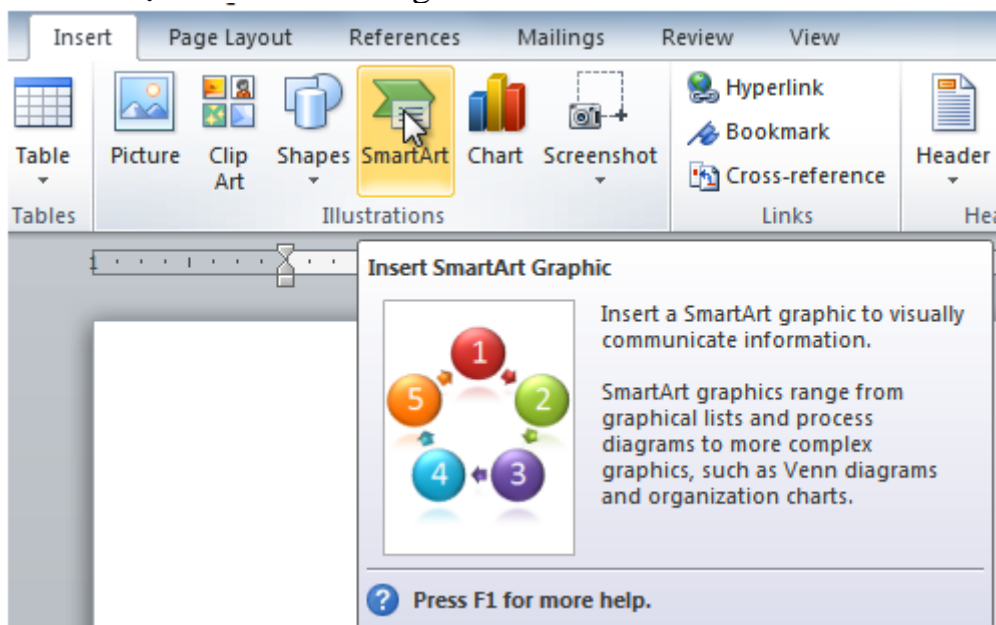 Insert Page Layout References Mailings Review View
Table
Picture
Clip Art
Shapes
SmartArt
Chart
Screenshot
Hyperlink
Bookmark
Cross-reference
Header
Tables
Illustrations
Links
1
Insert SmartArt Graphic
1
2
3
4
5
Insert a SmartArt graphic to visually
communicate information.
SmartArt graphics range from
graphical lists and process
diagrams to more complex
graphics, such as Venn diagrams
and organization charts.
? Press F1 for more help.